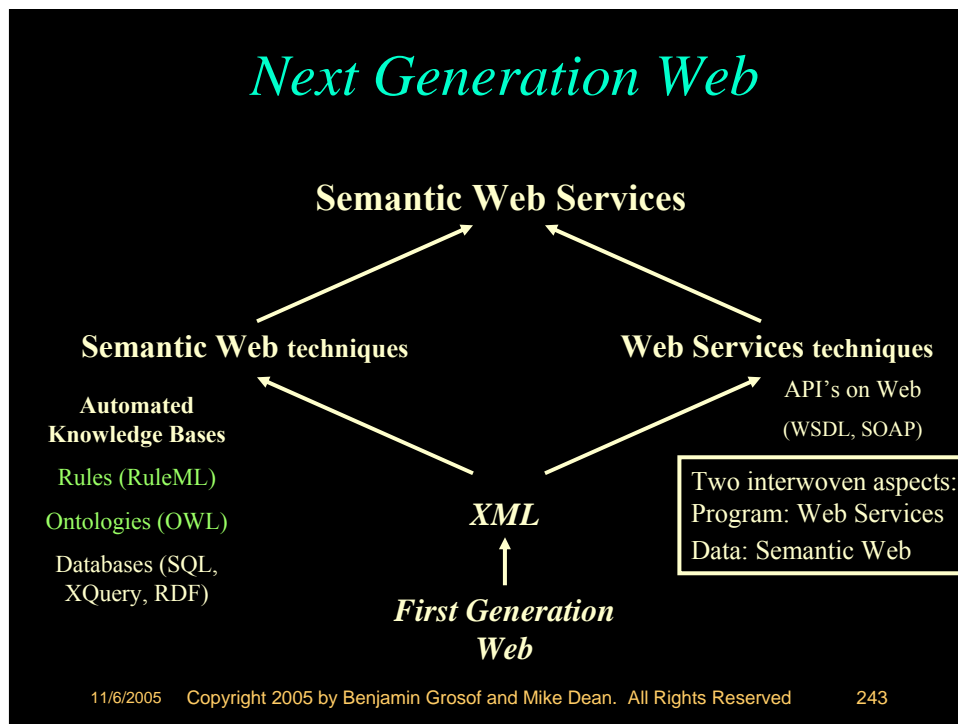 Next Generation Web
Semantic Web Services
Semantic Web techniques
Web Services techniques
Automated
Knowledge Bases
Rules (RuleML)
Ontologies (OWL)
Databases (SQL,
XQuery, RDF)
API's on Web
(WSDL, SOAP)
Two interwoven aspects:
Program: Web Services
Data: Semantic Web
XML
First Generation
Web
11/6/2005 Copyright 2005 by Benjamin Grosof and Mike Dean. All Rights Reserved 243